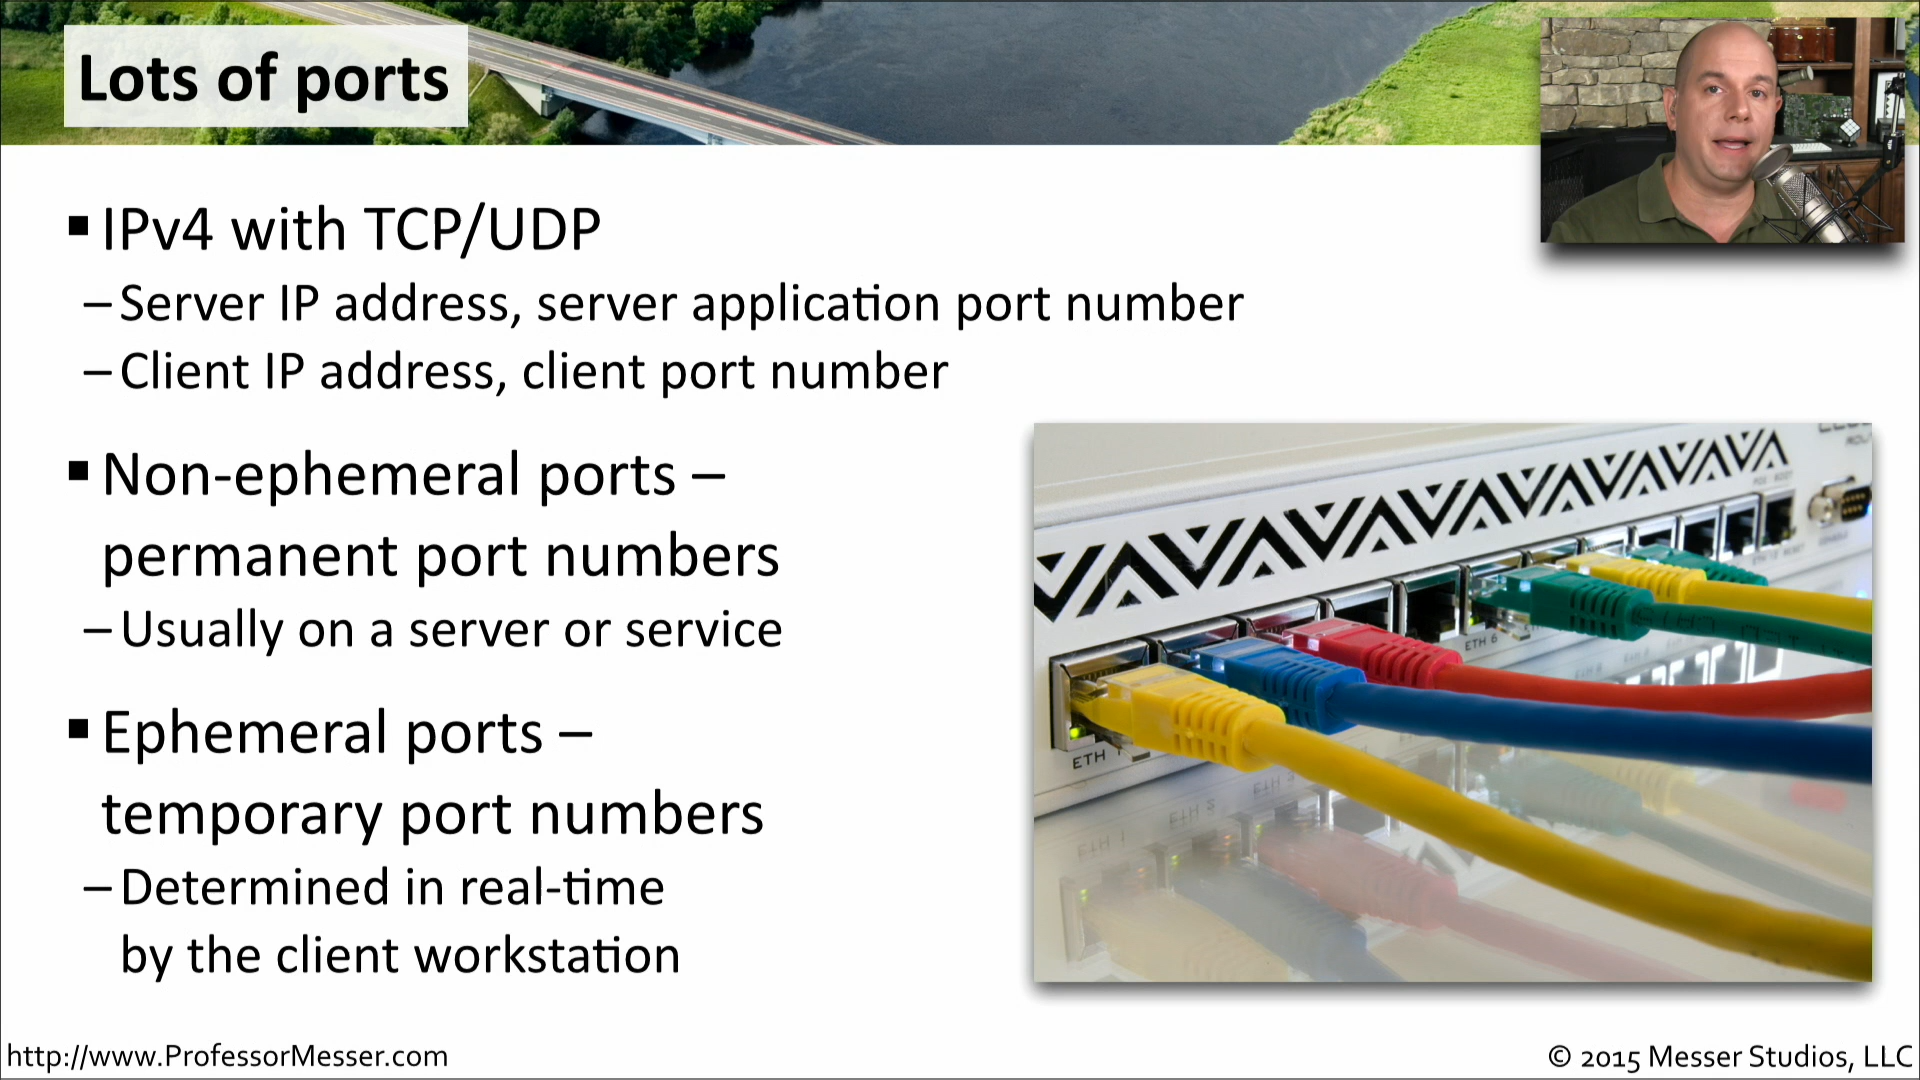 Lots of ports
▪ IPv4 with TCP/UDP
– Server IP address, server application port number
– Client IP address, client port number
▪ Non-ephemeral ports –
permanent port numbers
– Usually on a server or service
▪ Ephemeral ports –
temporary port numbers
– Determined in real-time
by the client workstation
ETH 6
ETH 1
http://www.ProfessorMesser.com
© 2015 Messer Studios, LLC